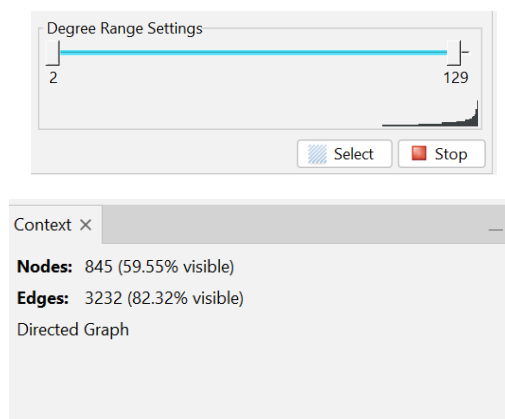 Degree Range Settings
2 129
Select Stop
Context
Nodes: 845 (59.55% visible)
Edges: 3232 (82.32% visible)
Directed Graph